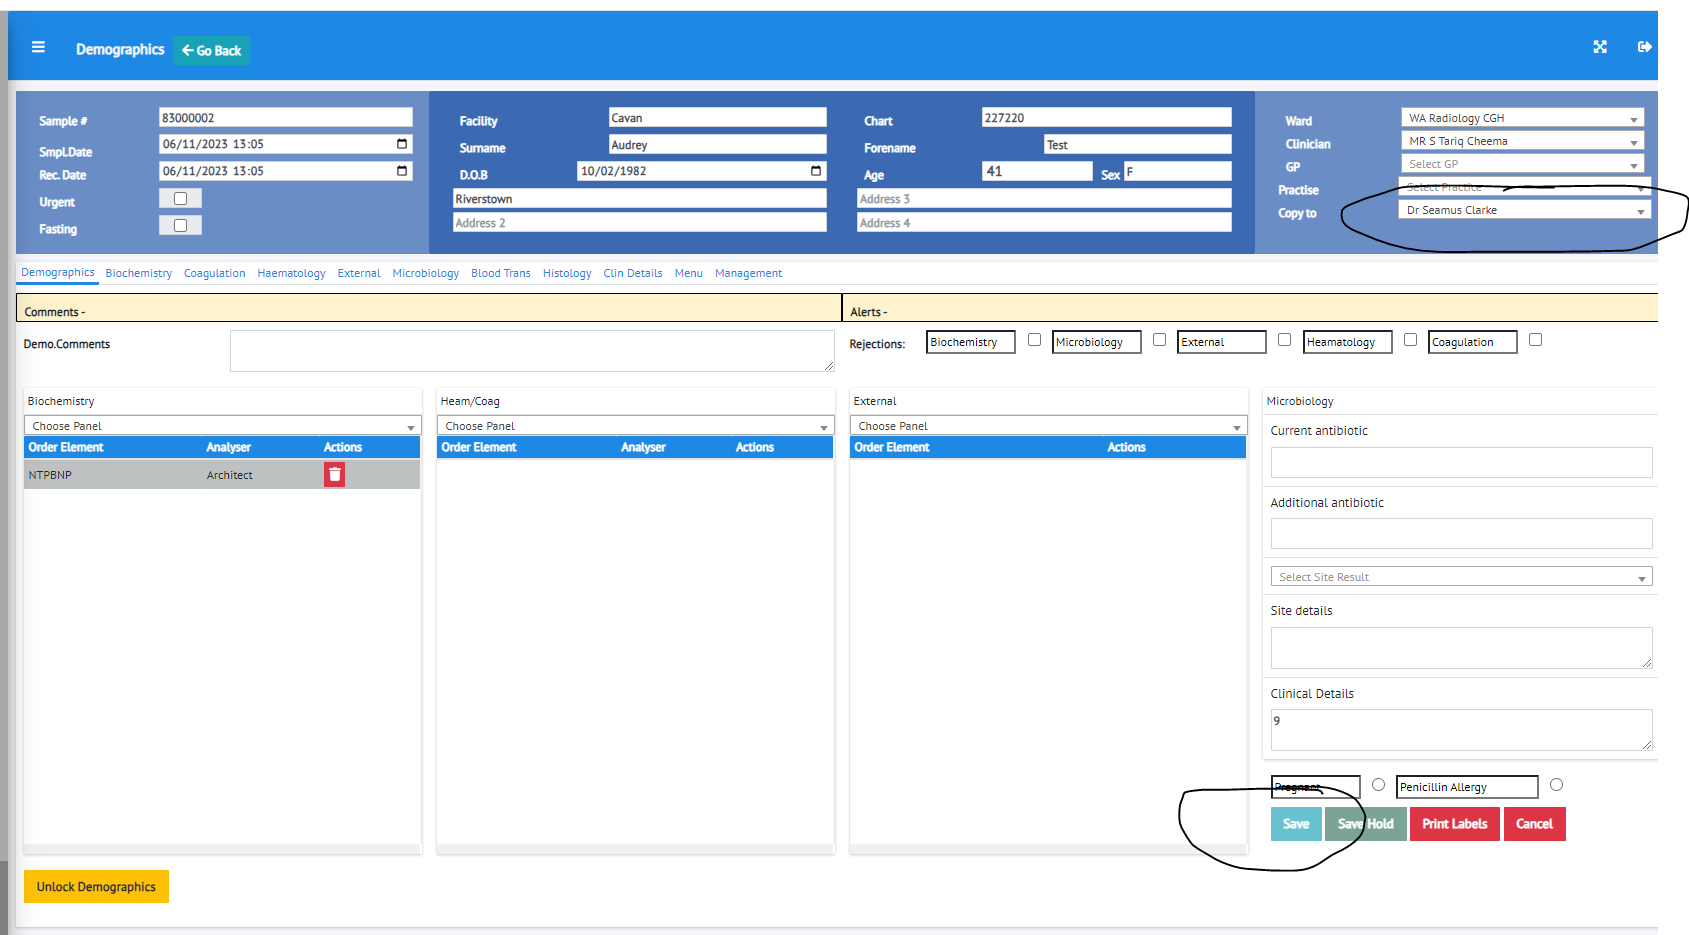 Demographics Go Back
Sample # 83000002
Smpl.Date 06/11/2023 13:05
Rec. Date 06/11/2023 13:05
Urgent
Fasting
Facility Cavan
Surname Audrey
D.O.B 10/02/1982
Riverstown
Address 2
Chart 227220
Forename Test
Age 41 Sex F
Address 3
Address 4
Ward WA Radiology CGH
Clinician MR S Tariq Cheema
GP Select GP
Practise Select Practice
Copy to Dr Seamus Clarke
Demographics Biochemistry Coagulation Haematology External Microbiology Blood Trans Histology Clin Details Menu Management
Comments - Alerts -
Demo.Comments
Rejections: Biochemistry Microbiology External Heamatology Coagulation
Biochemistry
Choose Panel
Order Element Analyser Actions
NTPBNP Architect
Heam/Coag
Choose Panel
Order Element Analyser Actions
External
Choose Panel
Order Element Actions
Microbiology
Current antibiotic
Additional antibiotic
Select Site Result
Site details
Clinical Details
9
Pregnant Penicillin Allergy
Save Save Hold Print Labels Cancel
Unlock Demographics